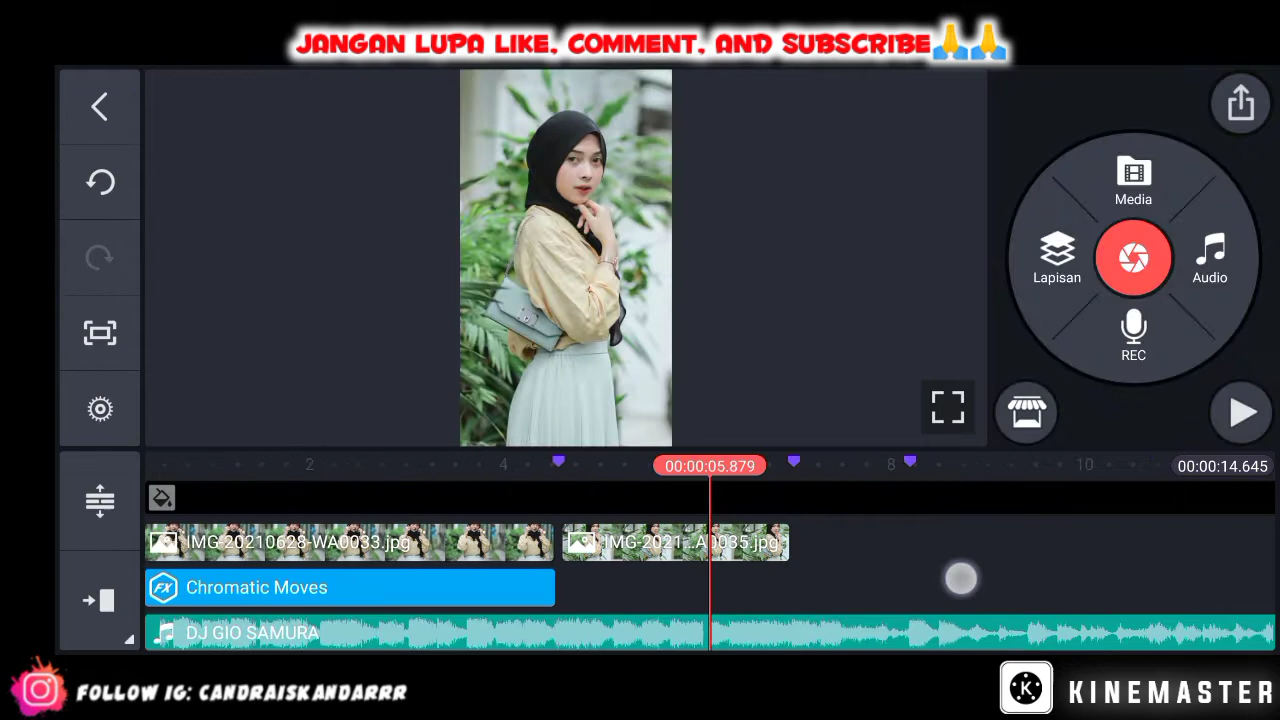 JANGAN LUPA LIKE, COMMENT, AND SUBSCRIBE🙏🙏
Media
Lapisan
Audio
REC
2
4
8
10
00:00:05.879
00:00:14.645
IMG-20210628-WA0033.jpg
IMG-2021...A0035.jpg
FX Chromatic Moves
DJ GIO SAMURA
FOLLOW IG: CANDRAISKANDARRR
K KINEMASTER